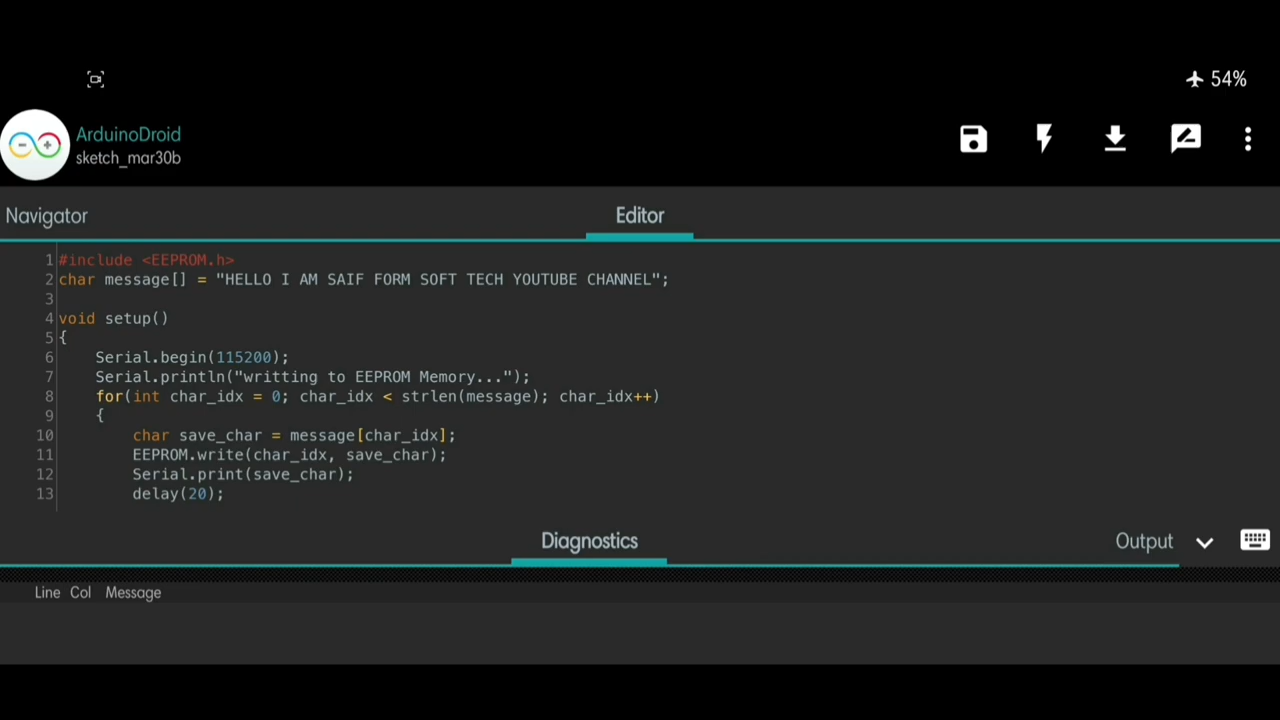 54%
ArduinoDroid
sketch_mar30b
Navigator
Editor
1 #include <EEPROM.h>
2 char message[] = "HELLO I AM SAIF FORM SOFT TECH YOUTUBE CHANNEL";
3
4 void setup()
5 {
6     Serial.begin(115200);
7     Serial.println("writting to EEPROM Memory...");
8     for(int char_idx = 0; char_idx < strlen(message); char_idx++)
9     {
10         char save_char = message[char_idx];
11         EEPROM.write(char_idx, save_char);
12         Serial.print(save_char);
13         delay(20);
Diagnostics
Output
Line Col Message